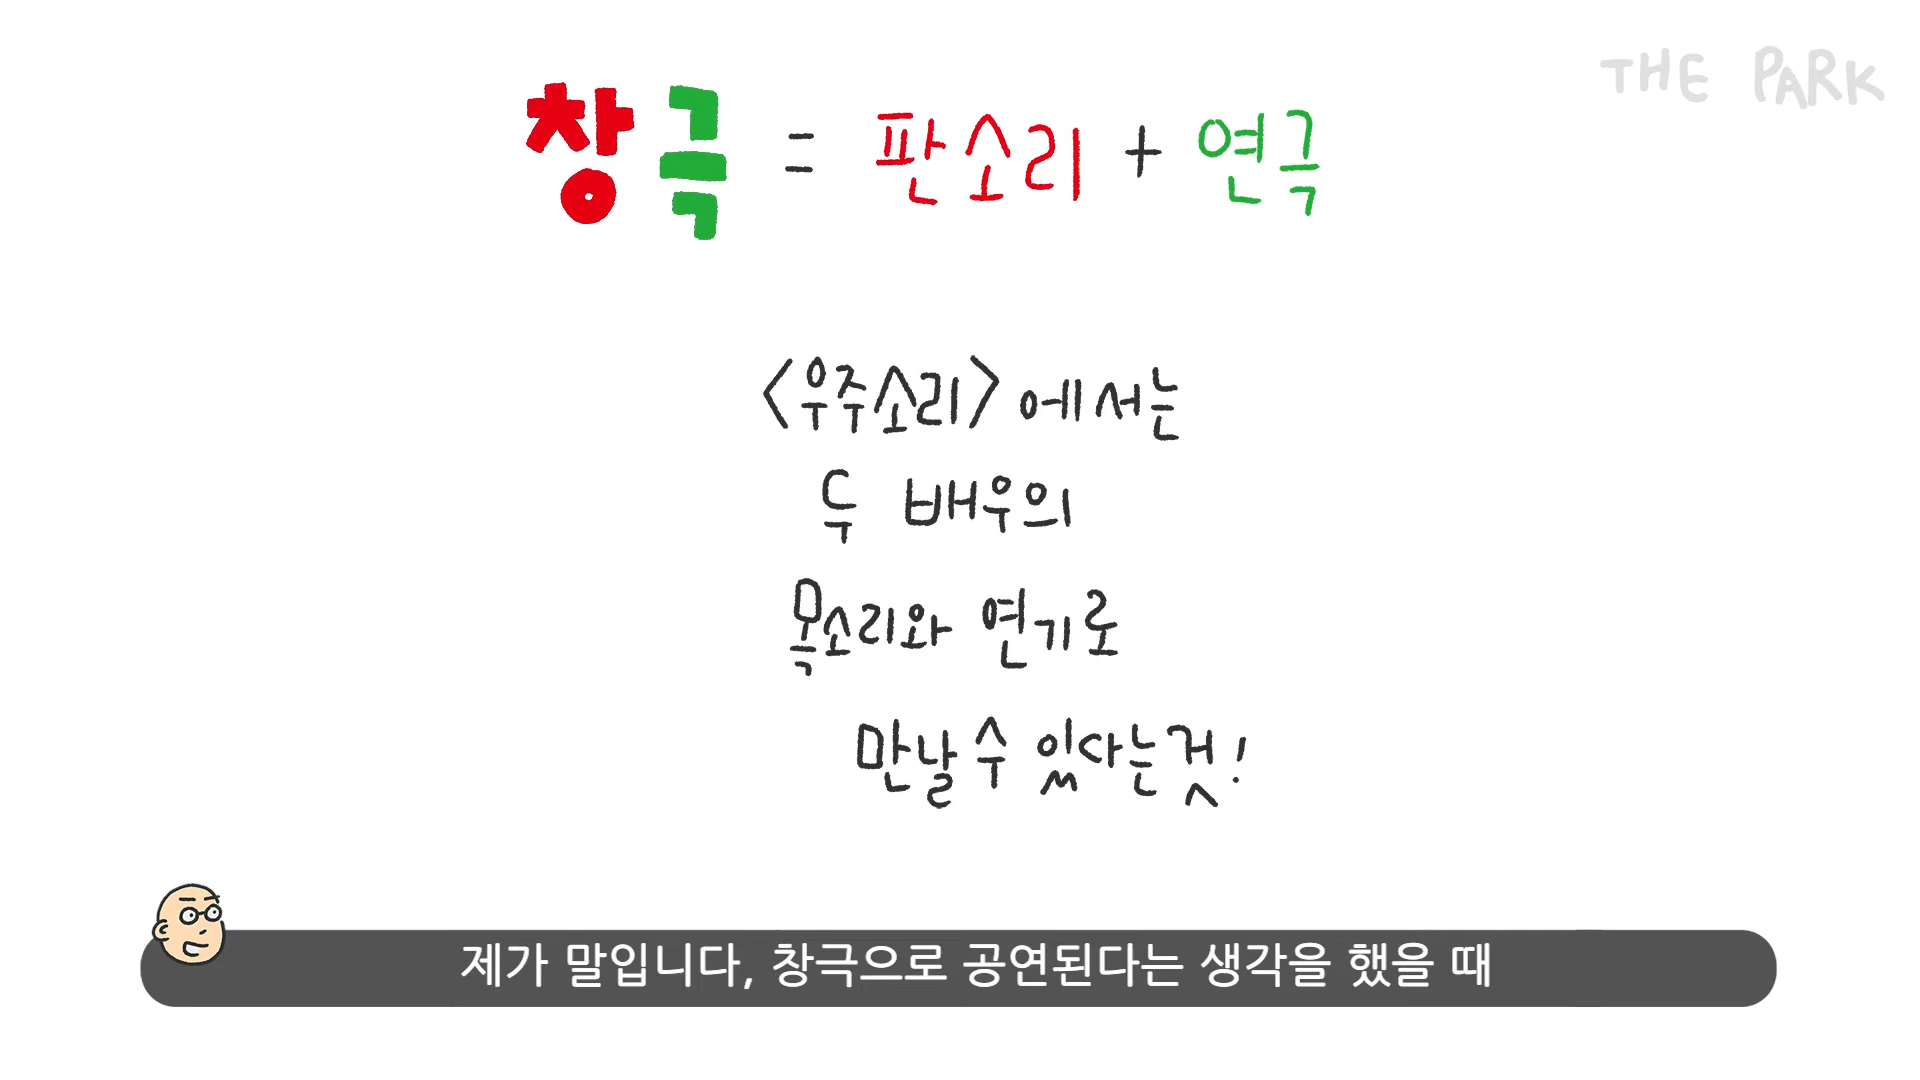 THE PARK
창극 = 판소리 + 연극
<우주소리>에서는
두 배우의
목소리와 연기로
만날 수 있다는 것!
제가 말입니다, 창극으로 공연된다는 생각을 했을 때